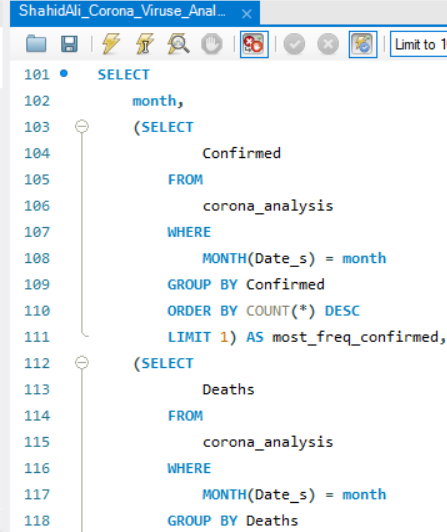 ShahidAli_Corona_Viruse_Anal...
Limit to 1
101 SELECT
102 month,
103 (SELECT
104 Confirmed
105 FROM
106 corona_analysis
107 WHERE
108 MONTH(Date_s) = month
109 GROUP BY Confirmed
110 ORDER BY COUNT(*) DESC
111 LIMIT 1) AS most_freq_confirmed,
112 (SELECT
113 Deaths
114 FROM
115 corona_analysis
116 WHERE
117 MONTH(Date_s) = month
118 GROUP BY Deaths